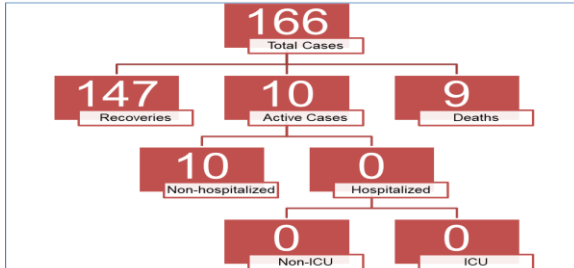 166
Total Cases
147
Recoveries
10
Active Cases
9
Deaths
10
Non-hospitalized
0
Hospitalized
0
Non-ICU
0
ICU